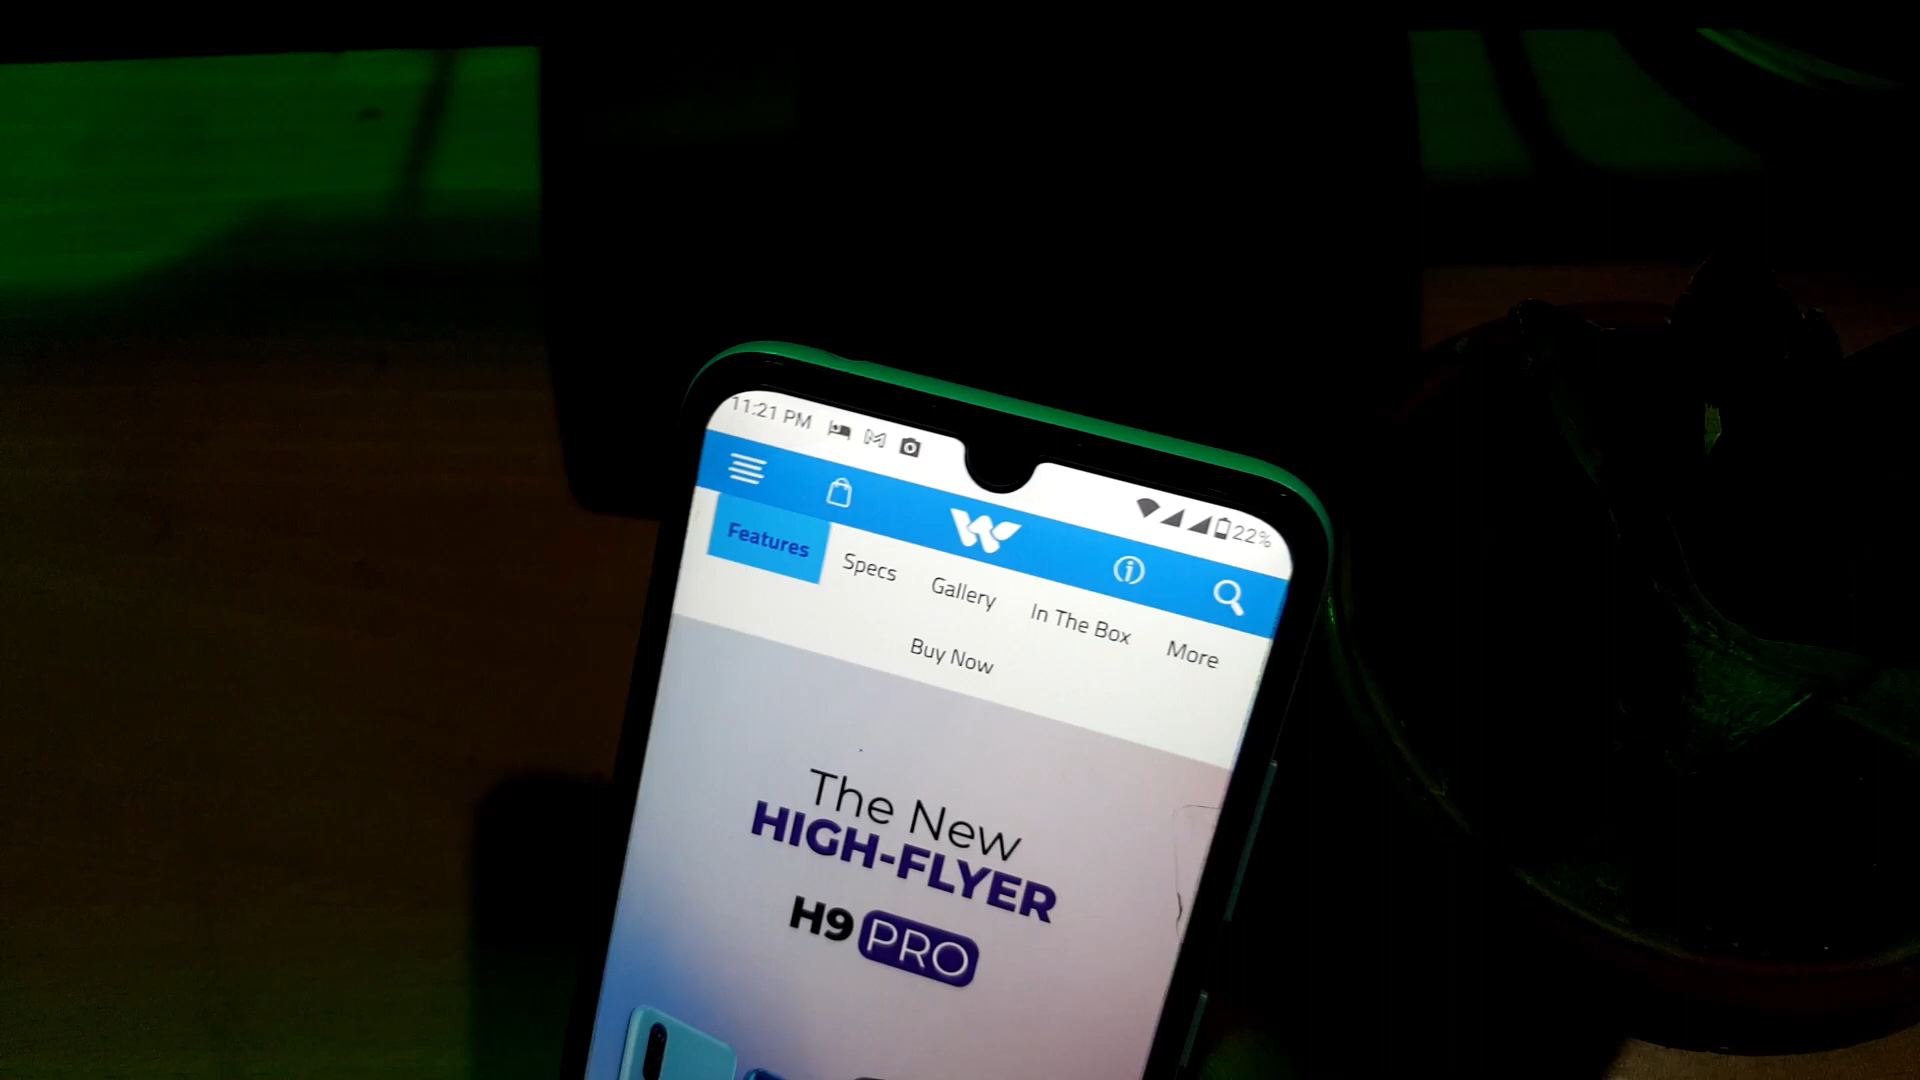 11:21 PM 22%
Features Specs Gallery In The Box More
Buy Now
The New
HIGH-FLYER
H9 PRO